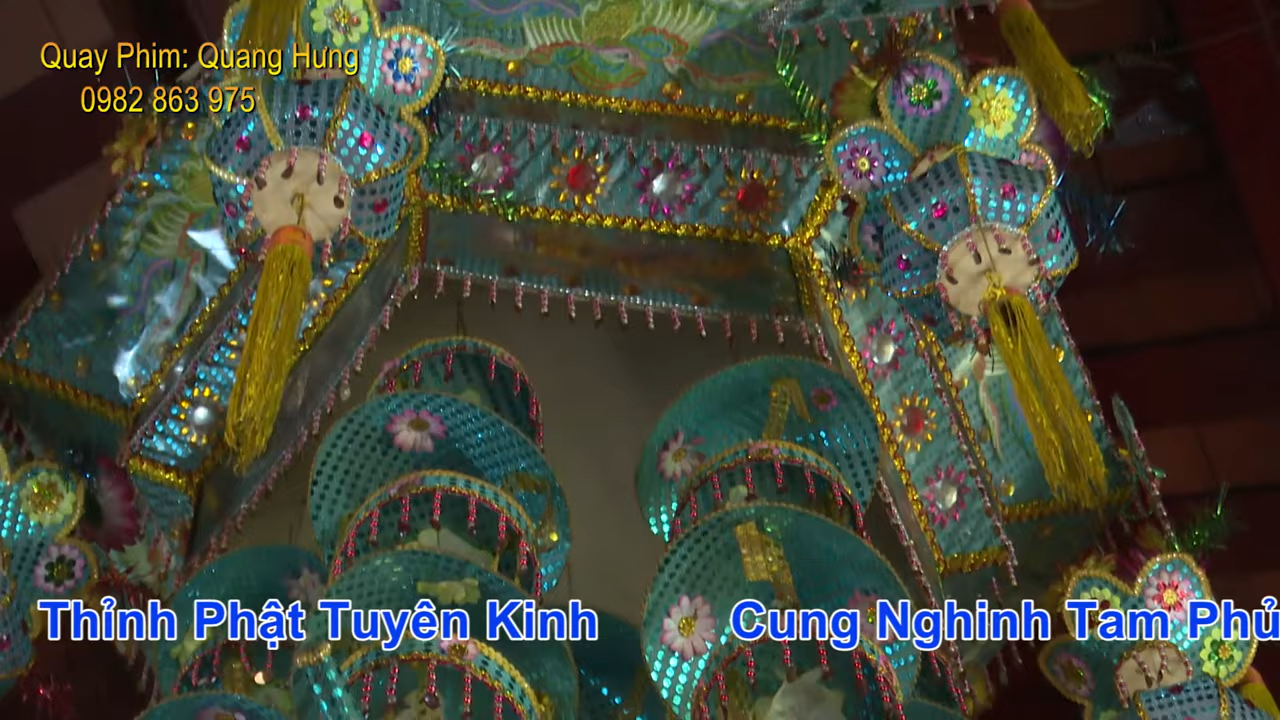 Quay Phim: Quang Hưng
0982 863 975
Thỉnh Phật Tuyên Kinh Cung Nghinh Tam Phủ